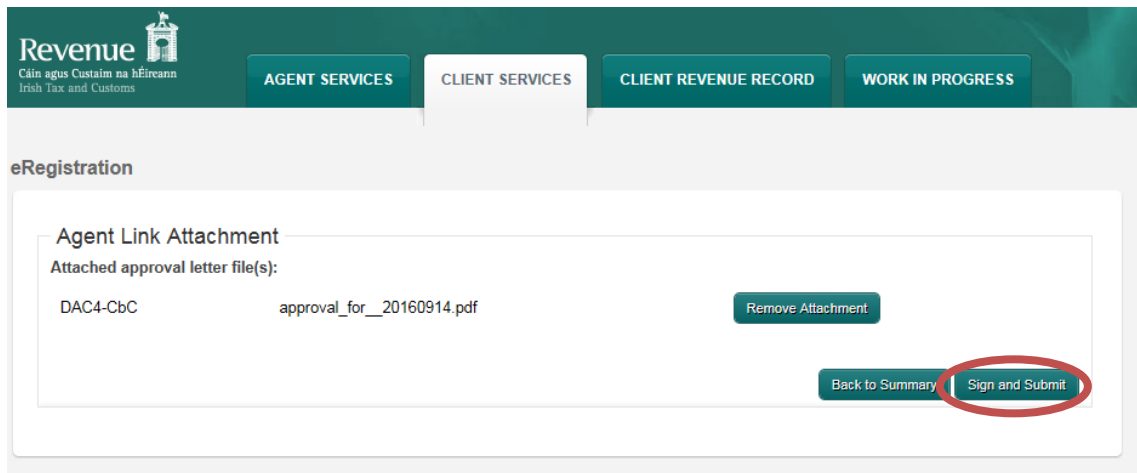 Revenue
Cáin agus Custaim na hÉireann
Irish Tax and Customs
AGENT SERVICES
CLIENT SERVICES
CLIENT REVENUE RECORD
WORK IN PROGRESS
eRegistration
Agent Link Attachment
Attached approval letter file(s):
DAC4-CbC approval_for__20160914.pdf Remove Attachment
Back to Summary Sign and Submit